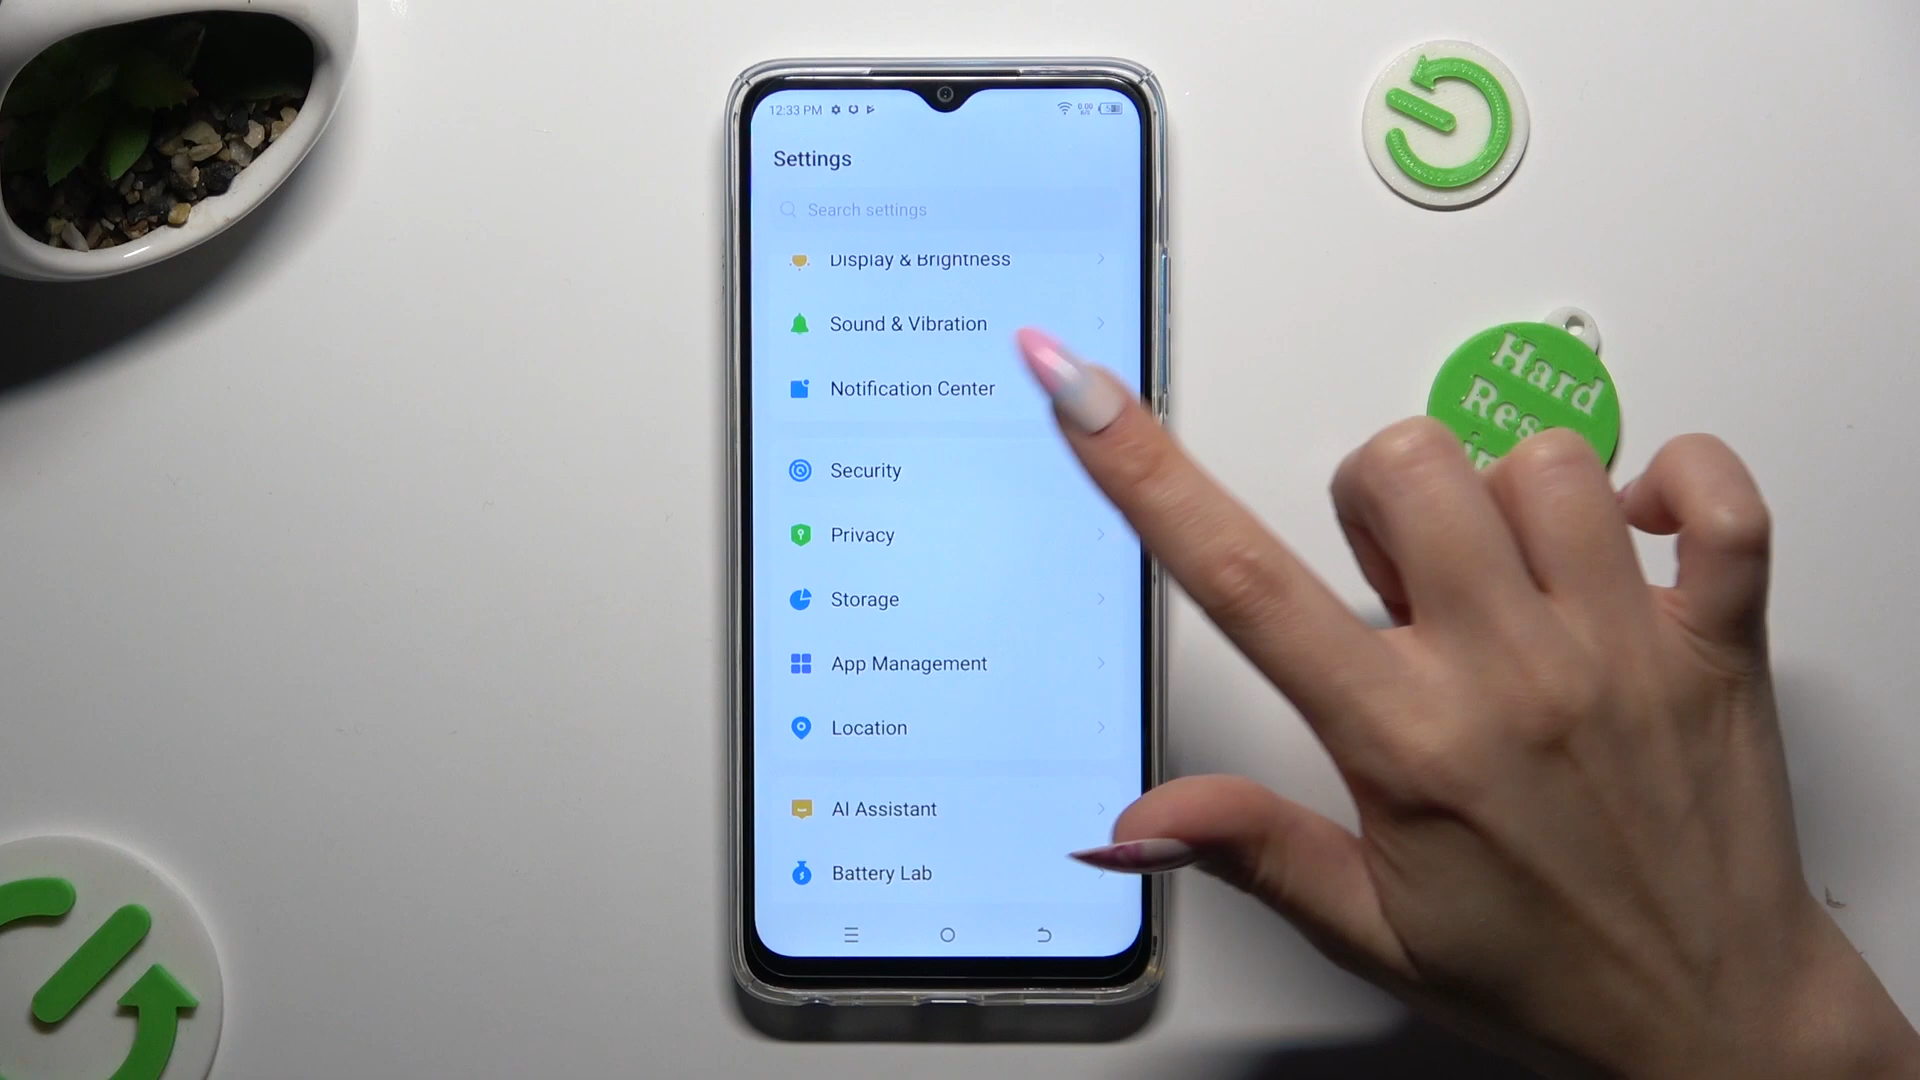 12:33 PM
Settings
Search settings
Display & Brightness
Sound & Vibration
Notification Center
Security
Privacy
Storage
App Management
Location
AI Assistant
Battery Lab
Hard